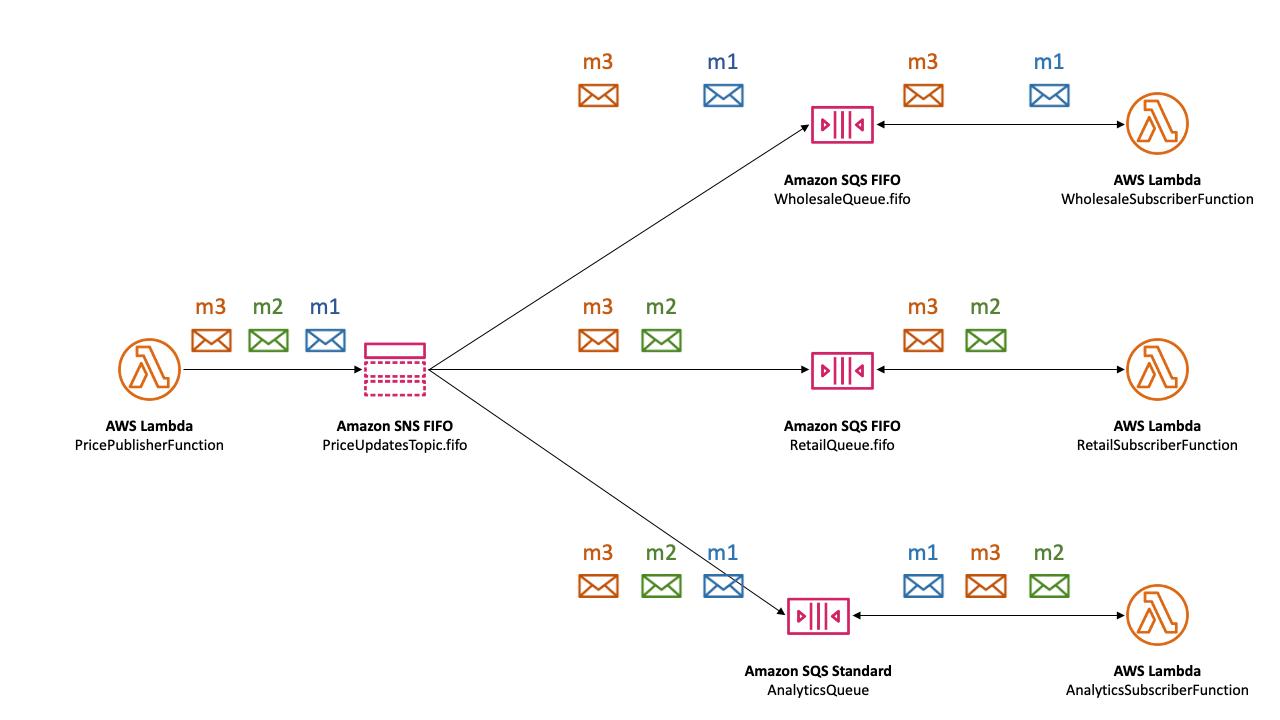 m3 m1 m3 m1
Amazon SQS FIFO
WholesaleQueue.fifo
AWS Lambda
WholesaleSubscriberFunction
m3 m2 m1
m3 m2
m3 m2
AWS Lambda
PricePublisherFunction
Amazon SNS FIFO
PriceUpdatesTopic.fifo
Amazon SQS FIFO
RetailQueue.fifo
AWS Lambda
RetailSubscriberFunction
m3 m2 m1
m1 m3 m2
Amazon SQS Standard
AnalyticsQueue
AWS Lambda
AnalyticsSubscriberFunction